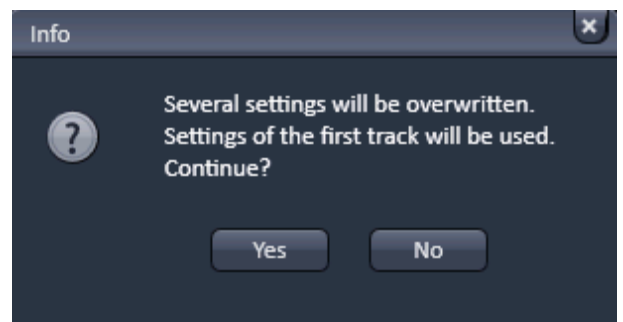 Info
Several settings will be overwritten.
Settings of the first track will be used.
Continue?
Yes No